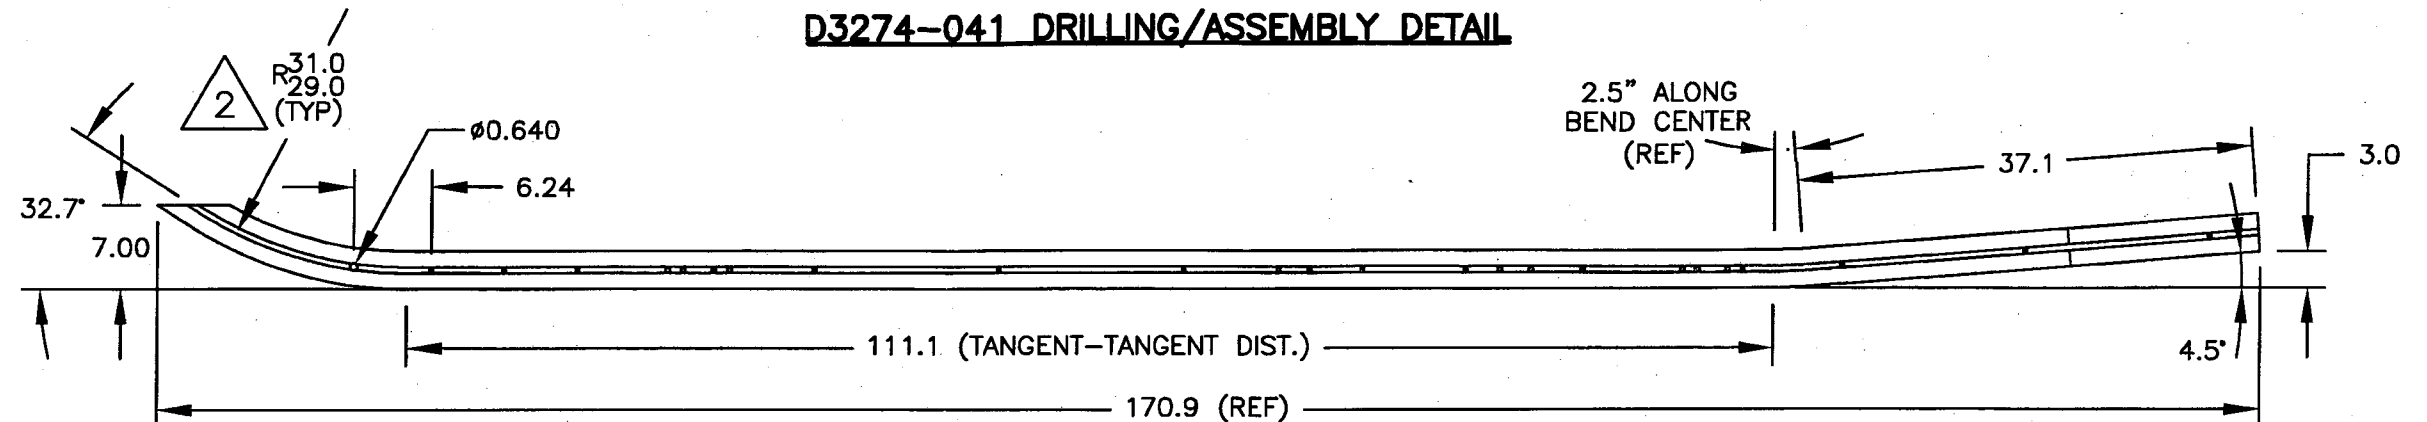 D3274-041 DRILLING/ASSEMBLY DETAIL
2
R31.0
29.0
(TYP)
2.5" ALONG
BEND CENTER
(REF)
ø0.640
37.1
3.0
6.24
32.7°
7.00
111.1 (TANGENT-TANGENT DIST.)
4.5°
170.9 (REF)